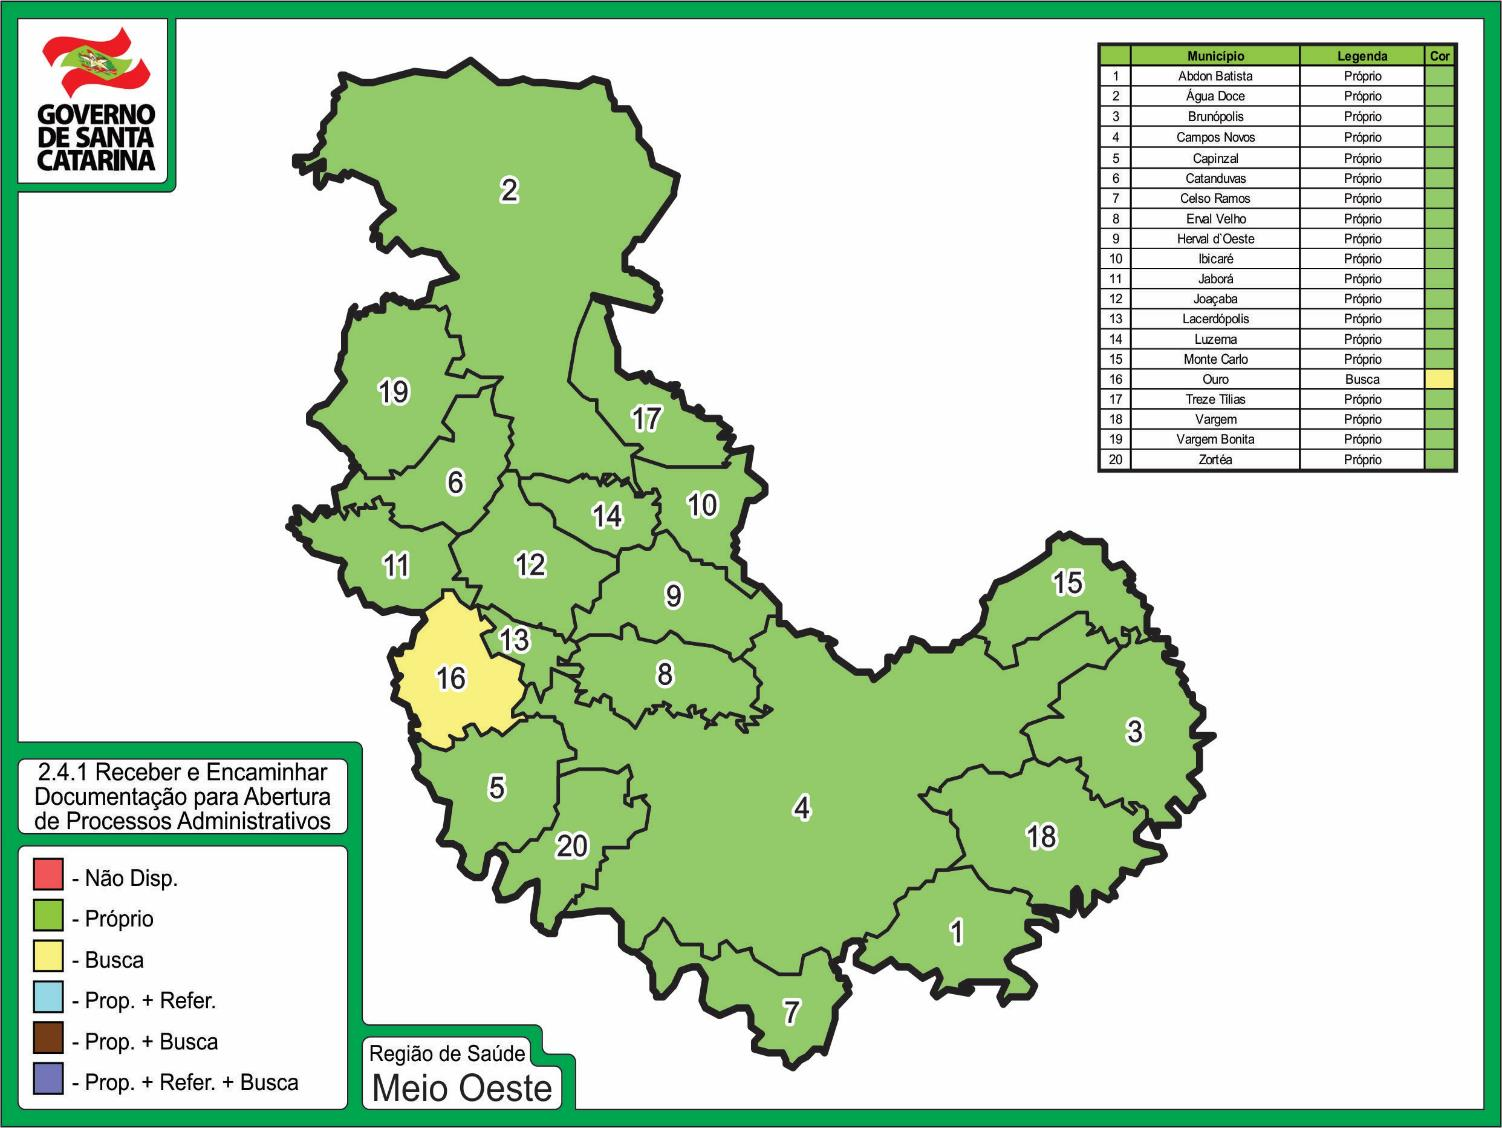 GOVERNO
DE SANTA
CATARINA
Município Legenda Cor
1 Abdon Batista Próprio
2 Água Doce Próprio
3 Brunópolis Próprio
4 Campos Novos Próprio
5 Capinzal Próprio
6 Catanduvas Próprio
7 Celso Ramos Próprio
8 Erval Velho Próprio
9 Herval d`Oeste Próprio
10 Ibicaré Próprio
11 Jaborá Próprio
12 Joaçaba Próprio
13 Lacerdópolis Próprio
14 Luzerna Próprio
15 Monte Carlo Próprio
16 Ouro Busca
17 Treze Tílias Próprio
18 Vargem Próprio
19 Vargem Bonita Próprio
20 Zortéa Próprio
2
19
17
6
14
10
11
12
9
15
13
16
8
3
5
4
20
18
1
7
2.4.1 Receber e Encaminhar
Documentação para Abertura
de Processos Administrativos
- Não Disp.
- Próprio
- Busca
- Prop. + Refer.
- Prop. + Busca
- Prop. + Refer. + Busca
Região de Saúde
Meio Oeste